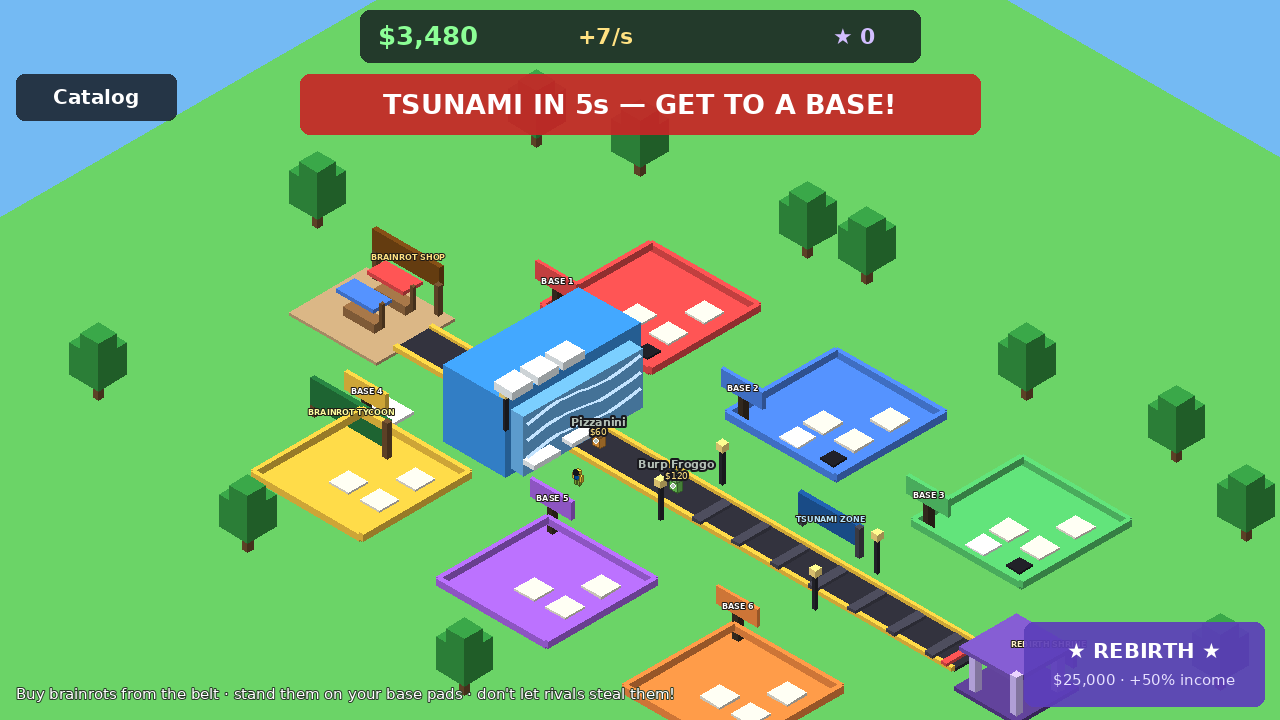 $3,480
+7/s
★ 0
Catalog
TSUNAMI IN 5s — GET TO A BASE!
BRAINROT SHOP
BASE 1
BASE 2
BASE 4
BRAINROT TYCOON
Pizzanini
$60
Burp Froggo
$120
BASE 5
BASE 3
TSUNAMI ZONE
BASE 6
★ REBIRTH ★
$25,000 · +50% income
Buy brainrots from the belt · stand them on your base pads · don't let rivals steal them!